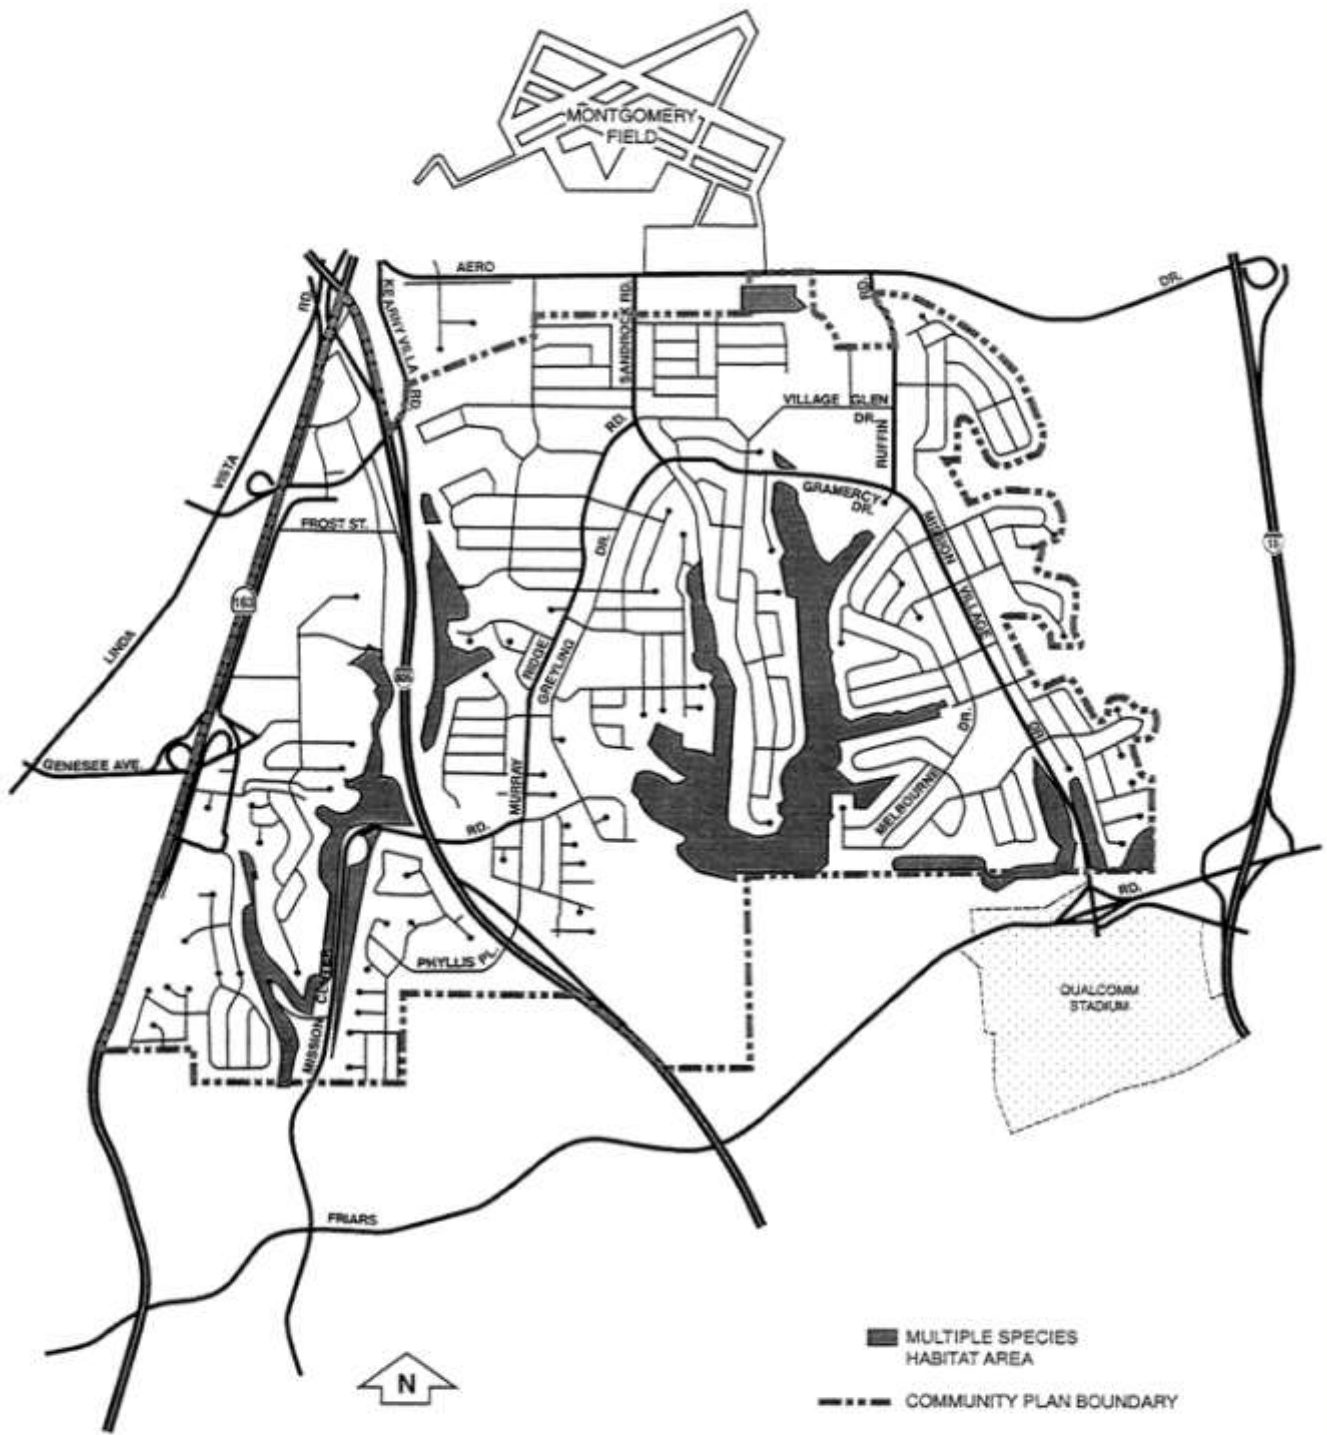 MONTGOMERY
FIELD
AERO
DR.
RD.
KEARNY VILLA RD.
SANDROCK RD.
RD.
VILLAGE GLEN
DR.
RUFFIN
RD.
VISTA
GRAMERCY
DR.
FROST ST.
DR.
MISSION
15
163
VILLAGE
LINDA
805
RIDGE
GREYLING
DR.
DR.
GENESEE AVE.
MURRAY
MELBOURNE
RD.
RD.
PHYLLIS PL.
CENTER
QUALCOMM
STADIUM
MISSION
FRIARS
MULTIPLE SPECIES
HABITAT AREA
N
COMMUNITY PLAN BOUNDARY